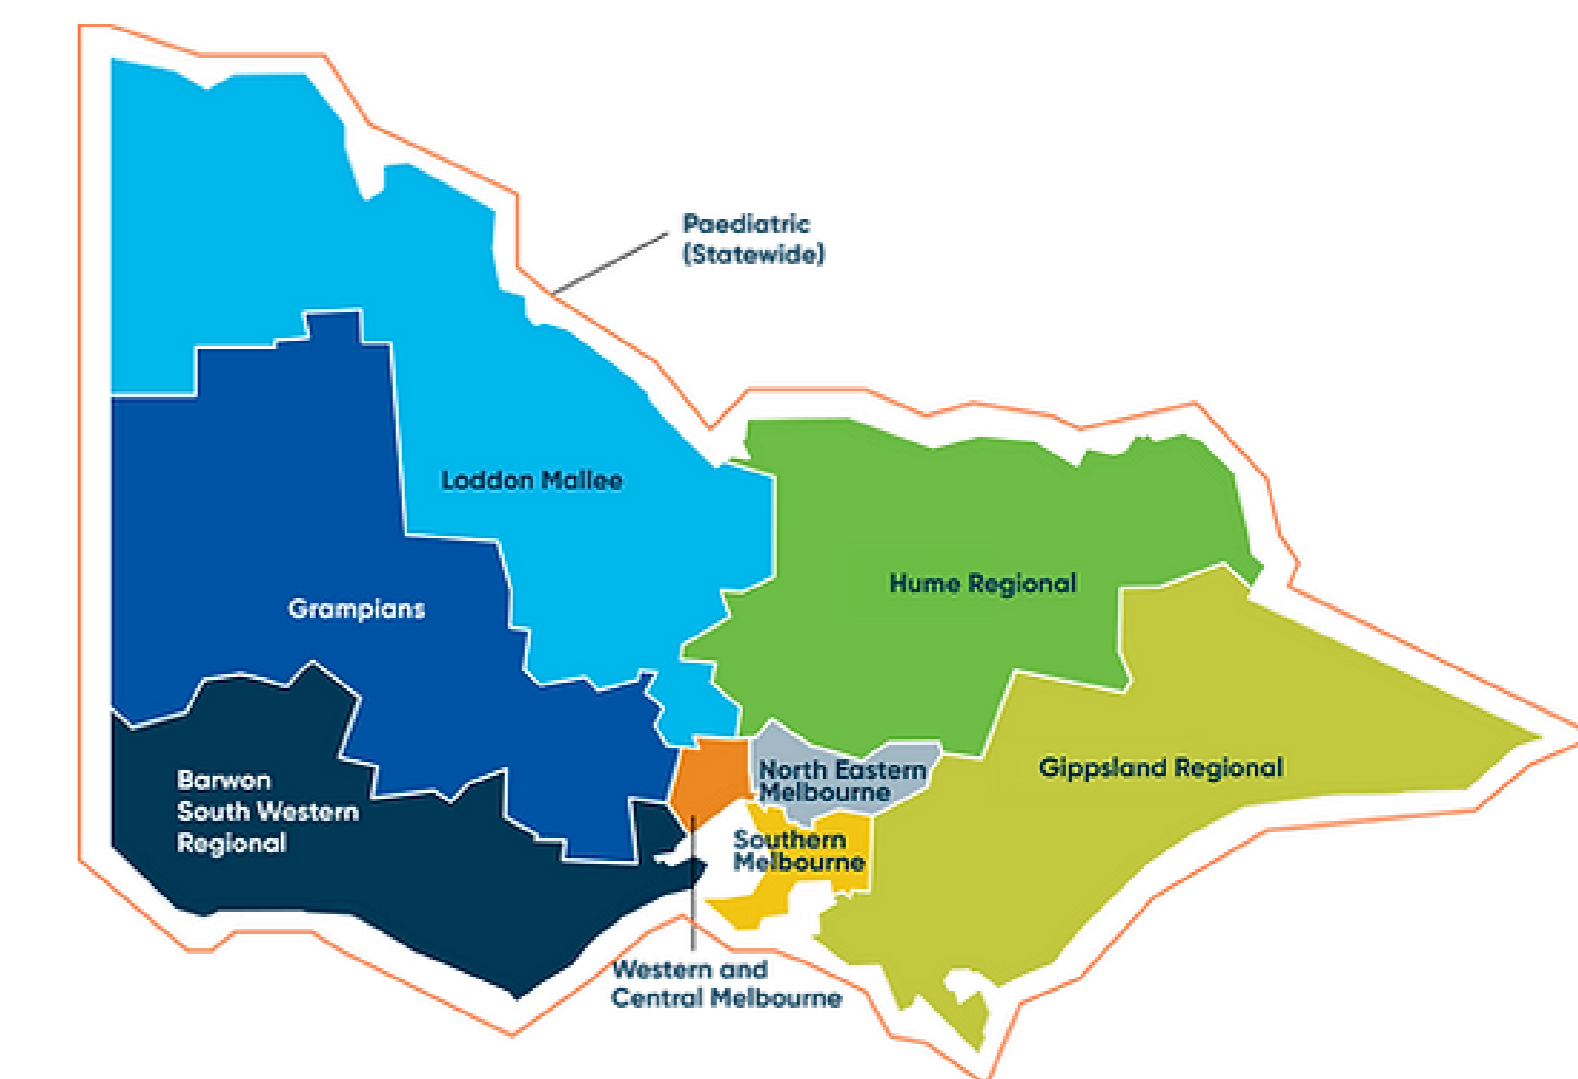 Paediatric
(Statewide)
Loddon Mallee
Hume Regional
Grampians
Gippsland Regional
North Eastern
Melbourne
Barwon
South Western
Regional
Southern
Melbourne
Western and
Central Melbourne